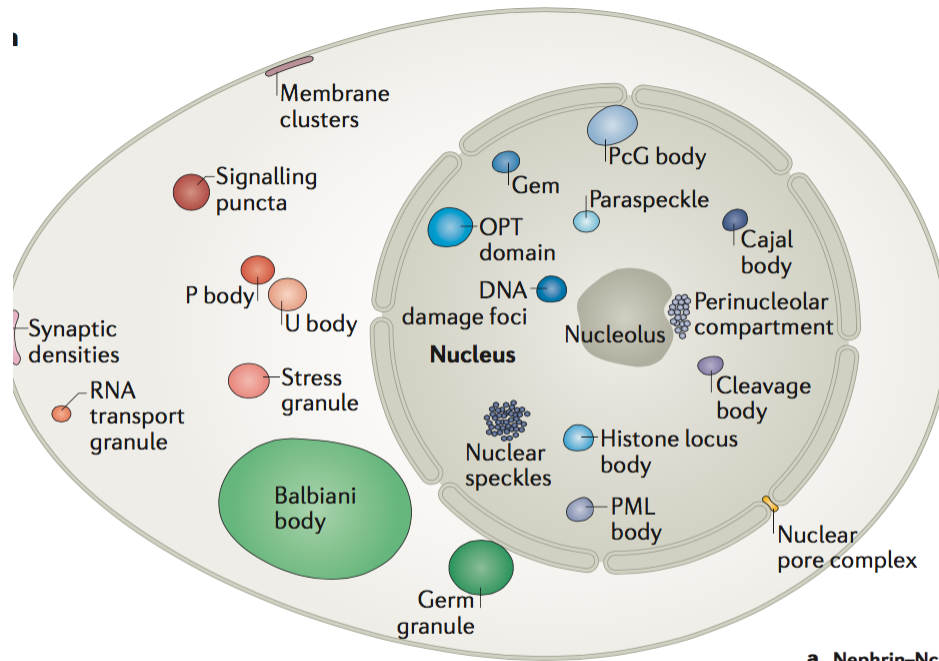 Membrane
clusters
Signalling
puncta
P body
U body
Synaptic
densities
RNA
transport
granule
Stress
granule
Balbiani
body
Germ
granule
PcG body
Gem
Paraspeckle
OPT
domain
Cajal
body
DNA
damage foci
Nucleolus
Perinucleolar
compartment
Nucleus
Cleavage
body
Nuclear
speckles
Histone locus
body
PML
body
Nuclear
pore complex
a Nephrin–Nc